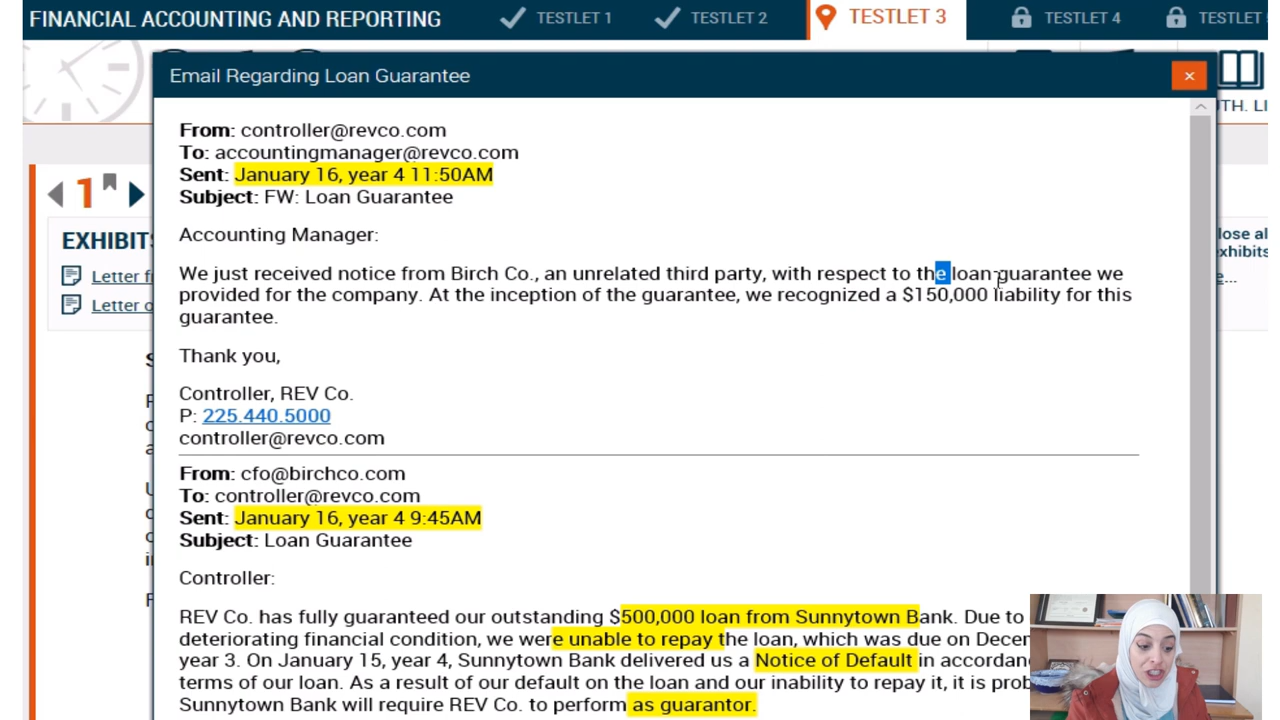 FINANCIAL ACCOUNTING AND REPORTING
TESTLET 1
TESTLET 2
TESTLET 3
TESTLET 4
TESTLET
Email Regarding Loan Guarantee
From: controller@revco.com
To: accountingmanager@revco.com
Sent: January 16, year 4 11:50AM
Subject: FW: Loan Guarantee
Accounting Manager:
We just received notice from Birch Co., an unrelated third party, with respect to the loan guarantee we
provided for the company. At the inception of the guarantee, we recognized a $150,000 liability for this
guarantee.
Thank you,
Controller, REV Co.
P: 225.440.5000
controller@revco.com
From: cfo@birchco.com
To: controller@revco.com
Sent: January 16, year 4 9:45AM
Subject: Loan Guarantee
Controller:
REV Co. has fully guaranteed our outstanding $500,000 loan from Sunnytown Bank. Due to
deteriorating financial condition, we were unable to repay the loan, which was due on Decem
year 3. On January 15, year 4, Sunnytown Bank delivered us a Notice of Default in accordan
terms of our loan. As a result of our default on the loan and our inability to repay it, it is prob
Sunnytown Bank will require REV Co. to perform as guarantor.
1
EXHIBITS
Letter f
Letter o
UTH. LI
lose al
xhibits